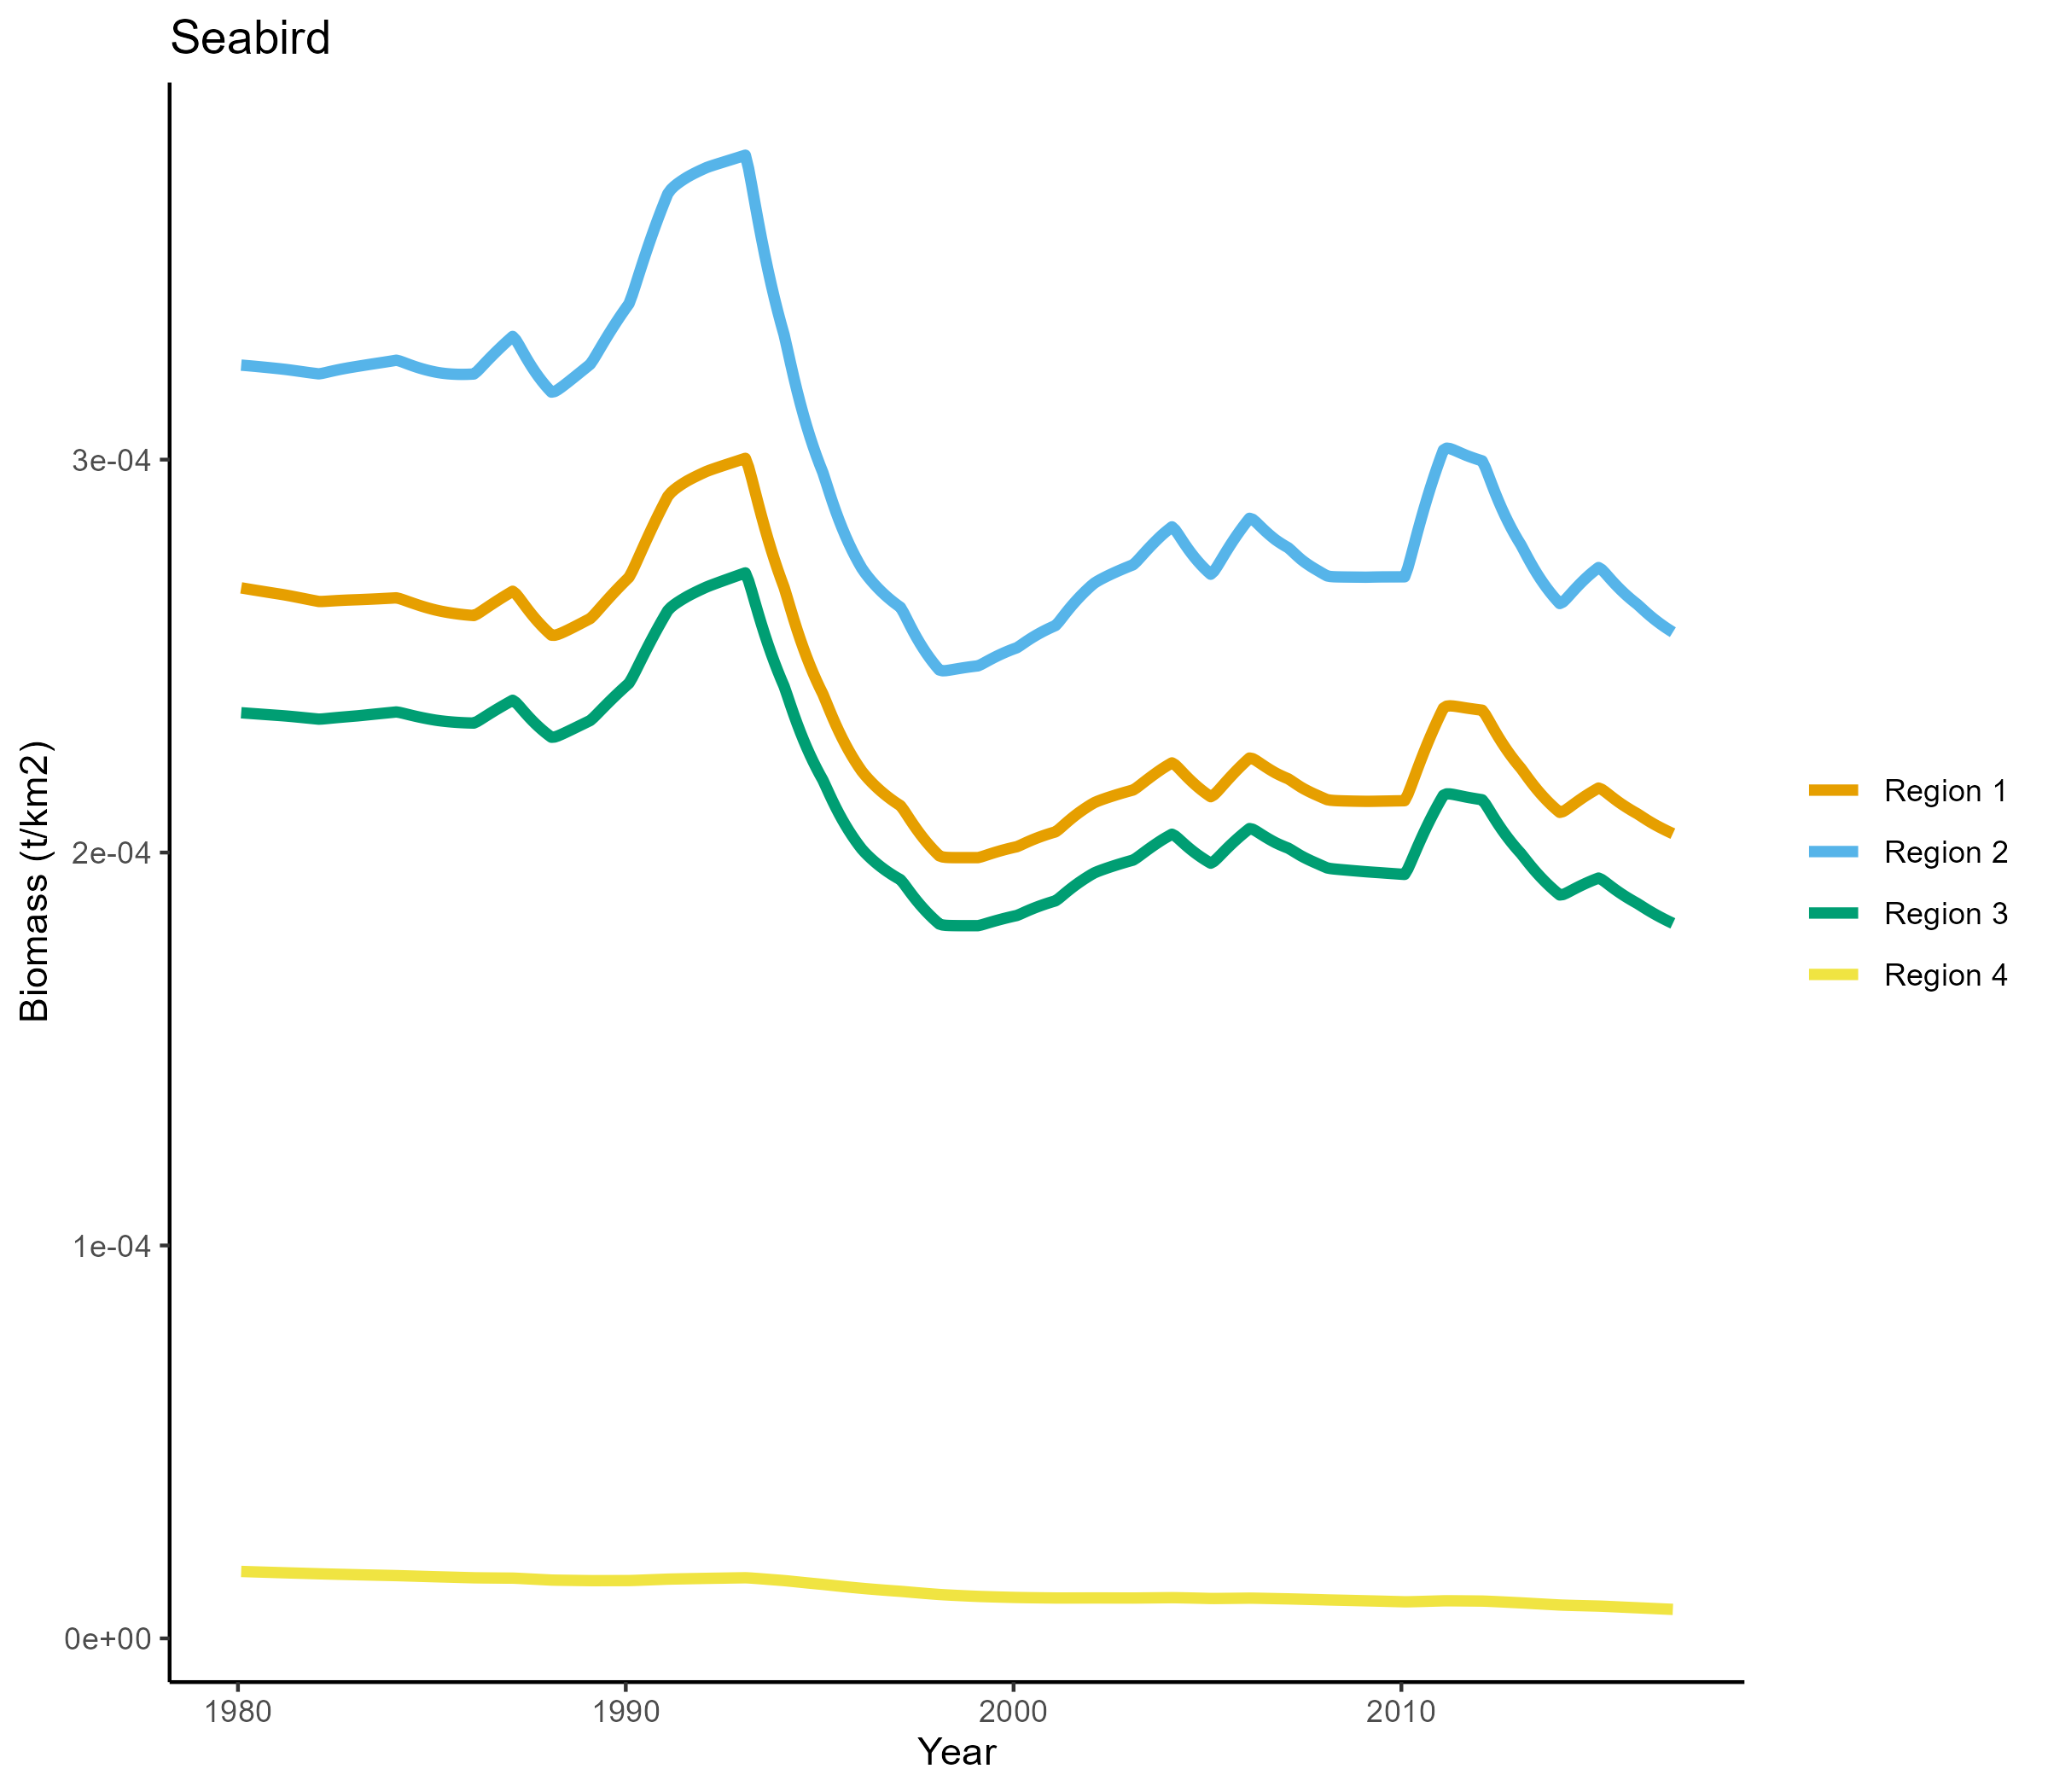 Seabird
Biomass (t/km2)
3e-04
2e-04
1e-04
0e+00
1980
1990
2000
2010
Year
Region 1
Region 2
Region 3
Region 4